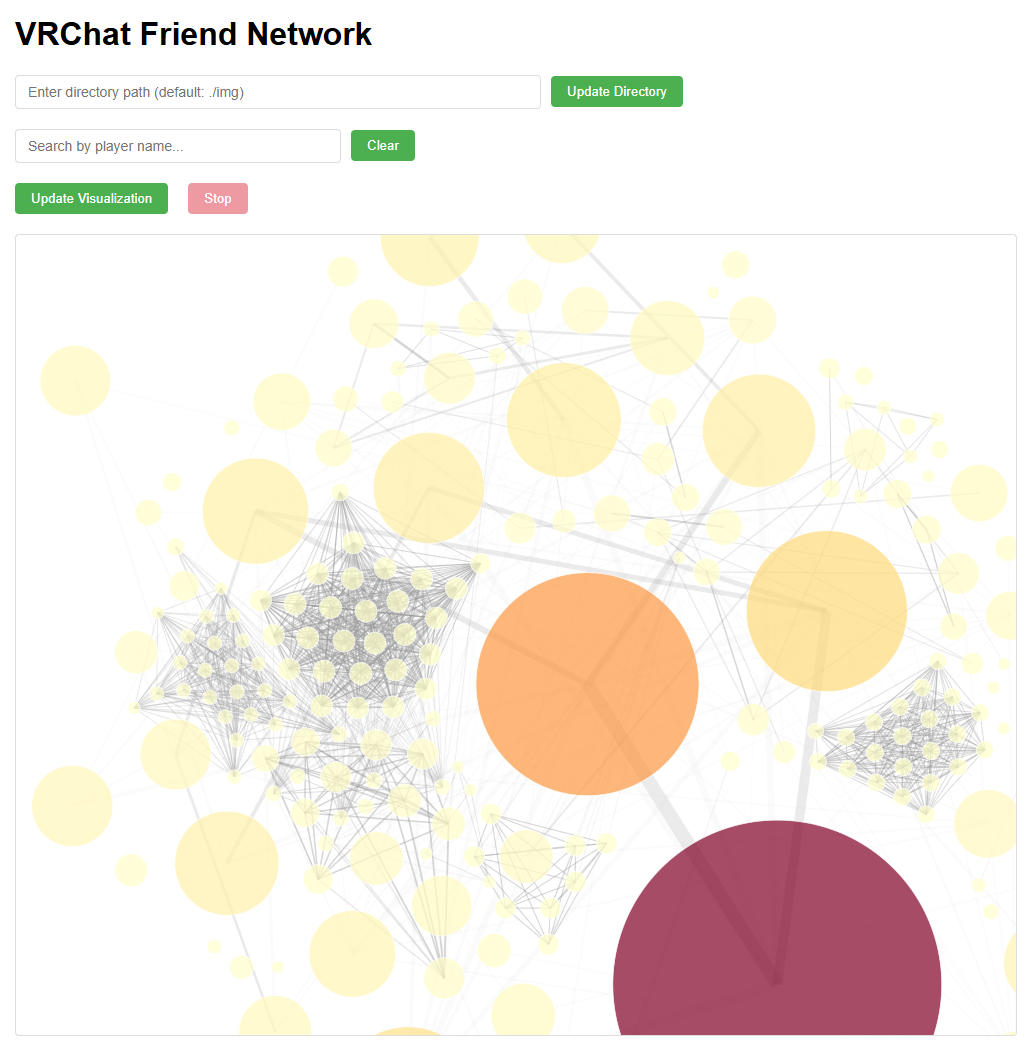 VRChat Friend Network
Enter directory path (default: ./img)
Update Directory
Search by player name...
Clear
Update Visualization
Stop